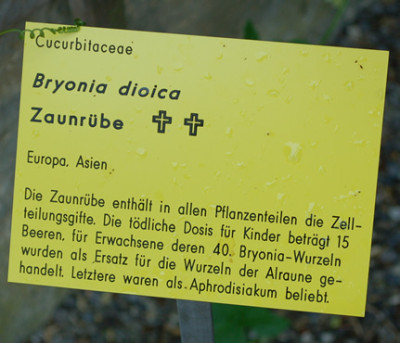 Cucurbitaceae
Bryonia dioica
Zaunrübe ✞ ✞
Europa, Asien
Die Zaunrübe enthält in allen Pflanzenteilen die Zell-
teilungsgifte. Die tödliche Dosis für Kinder beträgt 15
Beeren, für Erwachsene deren 40. Bryonia-Wurzeln
wurden als Ersatz für die Wurzeln der Alraune ge-
handelt. Letztere waren als Aphrodisiakum beliebt.